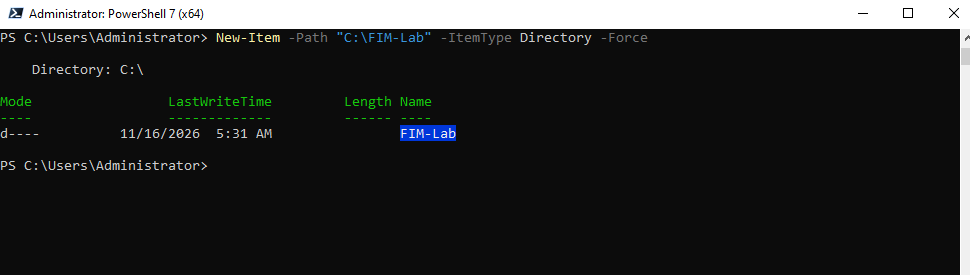 Administrator: PowerShell 7 (x64)
PS C:\Users\Administrator> New-Item -Path "C:\FIM-Lab" -ItemType Directory -Force
    Directory: C:\
Mode                 LastWriteTime         Length Name
----                 -------------         ------ ----
d----          11/16/2026  5:31 AM                FIM-Lab
PS C:\Users\Administrator>